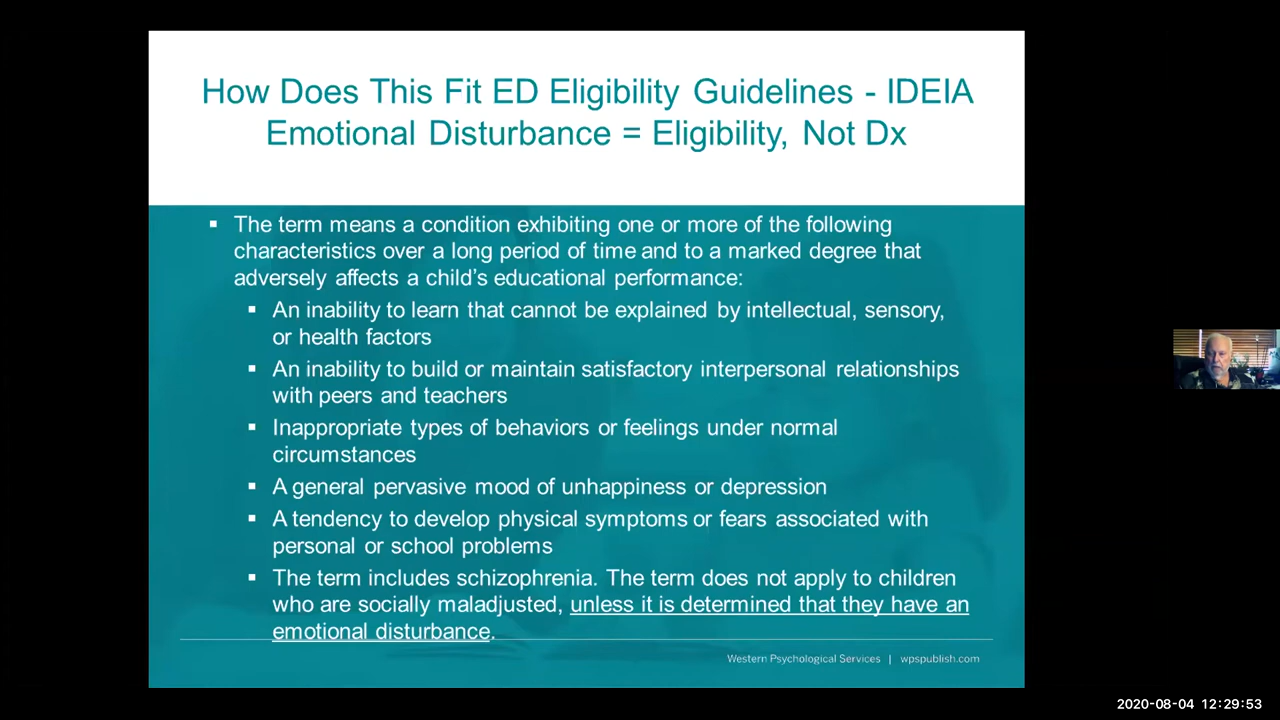 How Does This Fit ED Eligibility Guidelines - IDEIA
Emotional Disturbance = Eligibility, Not Dx
▪ The term means a condition exhibiting one or more of the following
characteristics over a long period of time and to a marked degree that
adversely affects a child’s educational performance:
▪ An inability to learn that cannot be explained by intellectual, sensory,
or health factors
▪ An inability to build or maintain satisfactory interpersonal relationships
with peers and teachers
▪ Inappropriate types of behaviors or feelings under normal
circumstances
▪ A general pervasive mood of unhappiness or depression
▪ A tendency to develop physical symptoms or fears associated with
personal or school problems
▪ The term includes schizophrenia. The term does not apply to children
who are socially maladjusted, unless it is determined that they have an
emotional disturbance.
Western Psychological Services | wpspublish.com
2020-08-04 12:29:53